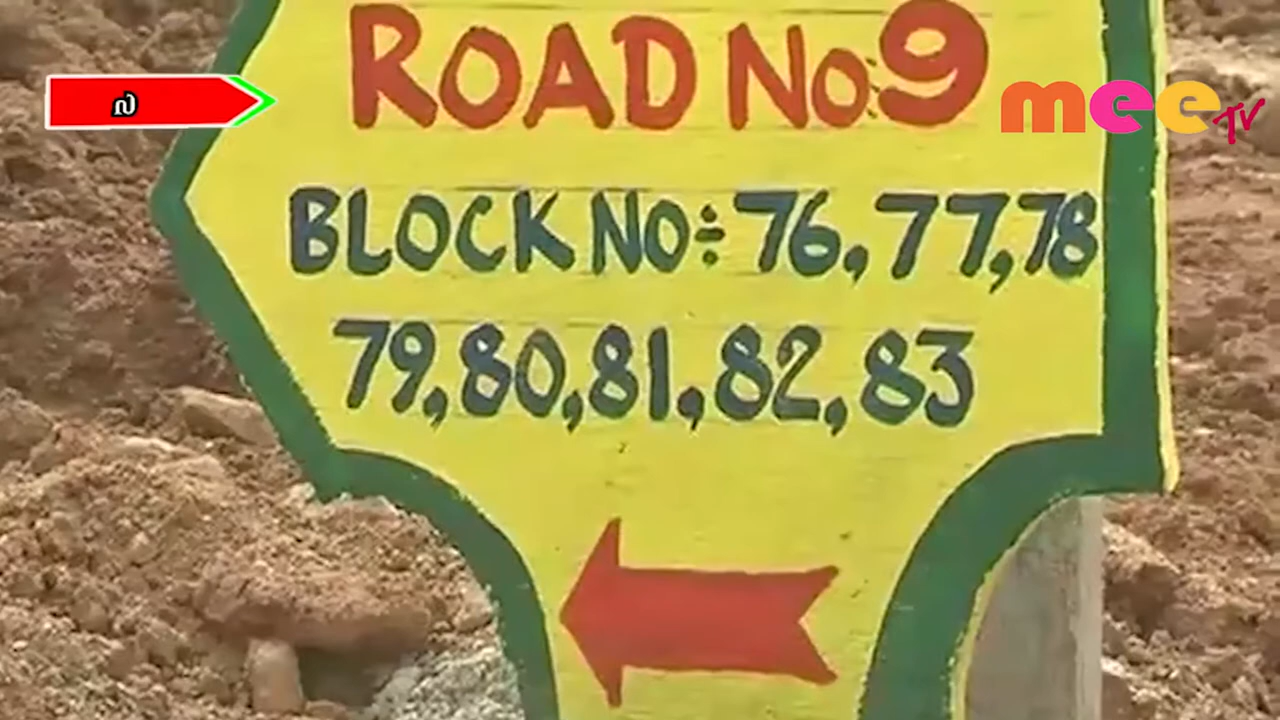 ROAD No:9
വി
mee TV
BLOCK NO÷76,77,78
79,80,81,82,83